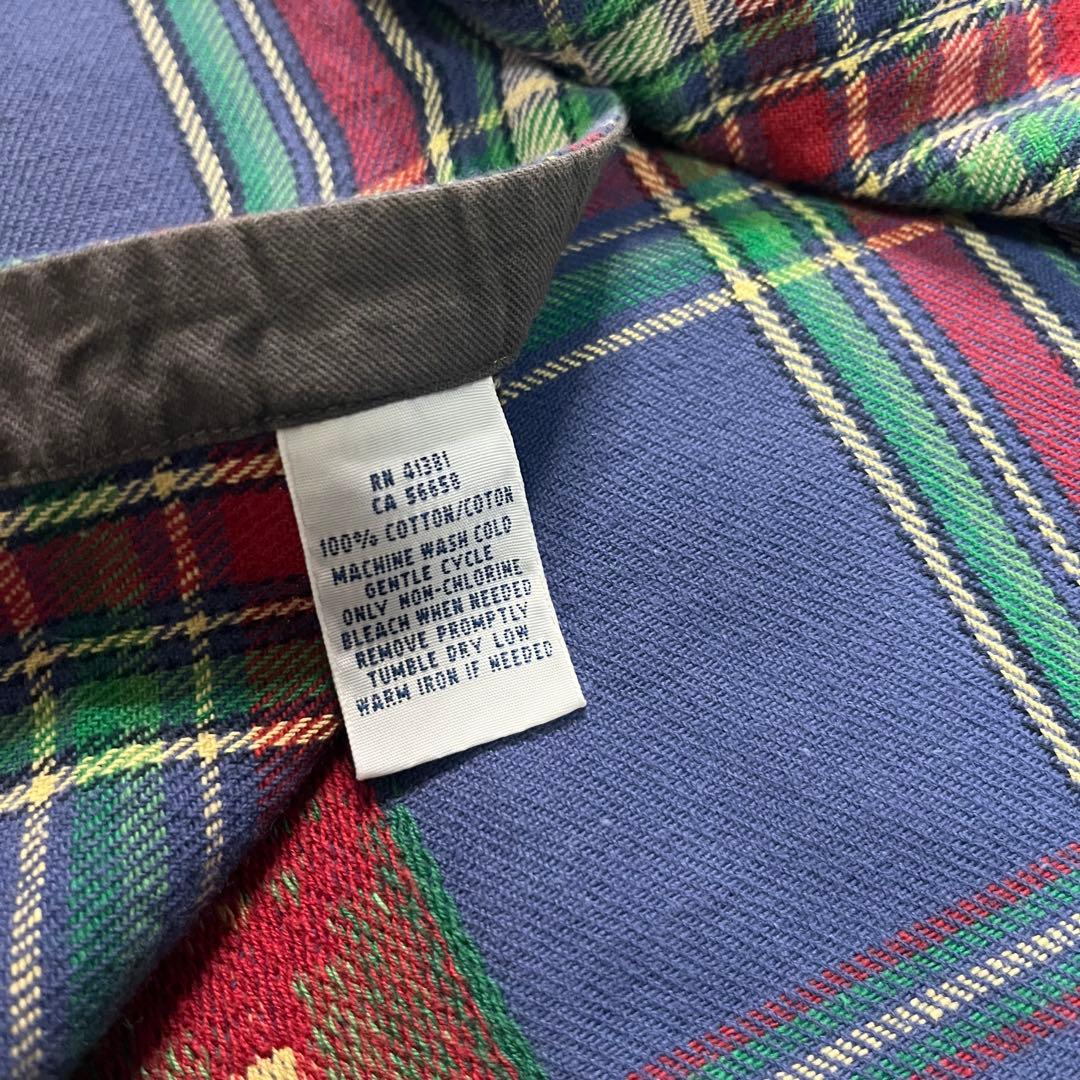 RN 41381
CA 56658
100% COTTON/COTON
MACHINE WASH COLD
GENTLE CYCLE
ONLY NON-CHLORINE
BLEACH WHEN NEEDED
REMOVE PROMPTLY
TUMBLE DRY LOW
WARM IRON IF NEEDED